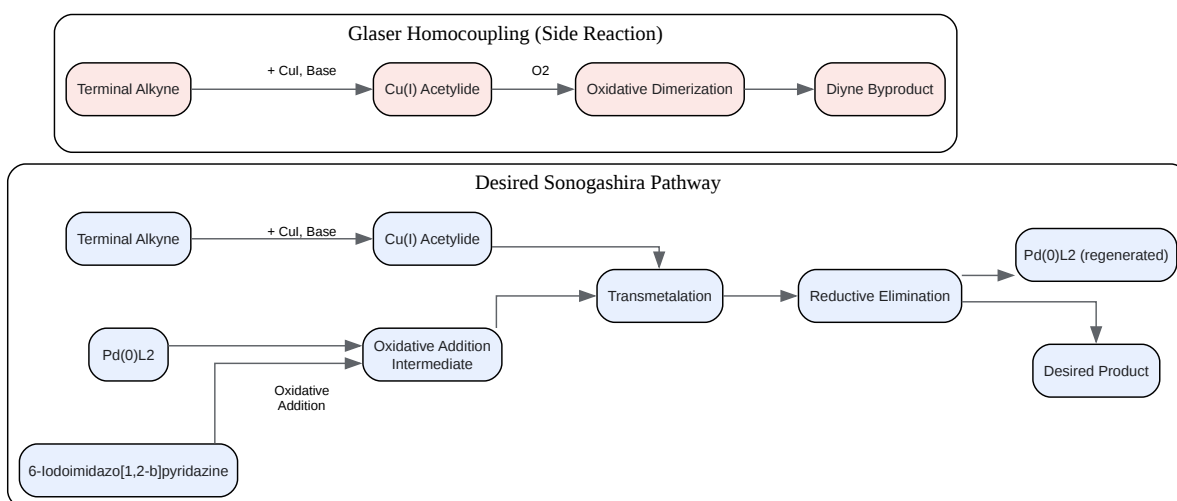 Glaser Homocoupling (Side Reaction)
+ CuI, Base
O2
Terminal Alkyne
Cu(I) Acetylide
Oxidative Dimerization
Diyne Byproduct
Desired Sonogashira Pathway
Terminal Alkyne
+ CuI, Base
Cu(I) Acetylide
Pd(0)L2 (regenerated)
Transmetalation
Reductive Elimination
Pd(0)L2
Oxidative Addition
Intermediate
Desired Product
Oxidative
Addition
6-Iodoimidazo[1,2-b]pyridazine